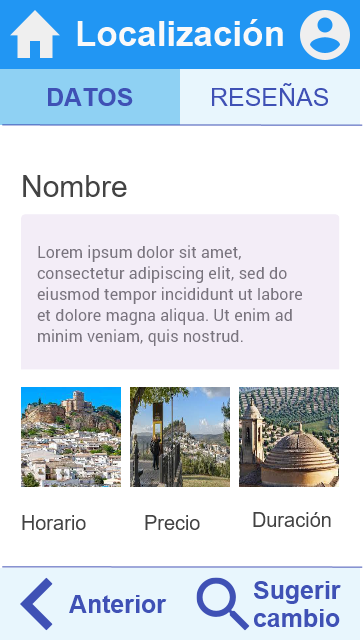 Localización
DATOS
RESEÑAS
Nombre
Lorem ipsum dolor sit amet,
consectetur adipiscing elit, sed do
eiusmod tempor incididunt ut labore
et dolore magna aliqua. Ut enim ad
minim veniam, quis nostrud.
Horario
Precio
Duración
Anterior
Sugerir
cambio